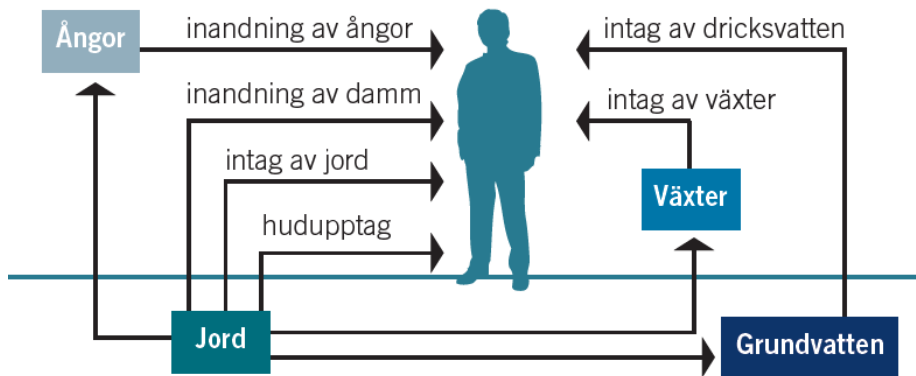 Ångor
inandning av ångor
inandning av damm
intag av jord
hudupptag
intag av dricksvatten
intag av växter
Växter
Jord
Grundvatten